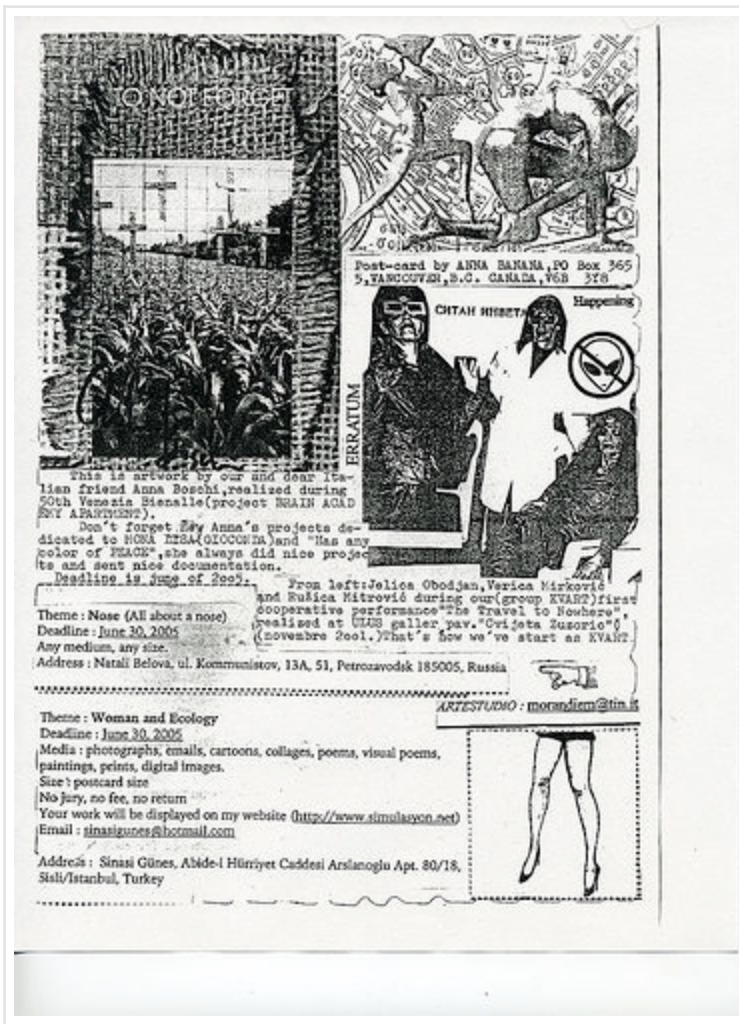 O NOT FORGET
Post-card by ANNA BANANA,PO Box 365
5,VANCOUVER,B.C. CANADA,V6B 3Y8
СИТАН ИНВЕТА
Happening
ERRATUM
This is artwork by our and dear Ita-
lian friend Anna Boschi,realized during
50th Venezia Bienalle(project BRAIN ACAD
EMY APARTMENT).
Don't forget new Anna's projects de-
dicated to MONA LISA(GIOCONDA)and "Has any
color of PEACE",she always did nice projec
ts and sent nice documentation.
Deadline is june of 2005.
From left:Jelica Obodjan,Verica Mirković
and Ružica Mitrović during our(group KVART)first
cooperative performance"The Travel to Nowhere",
realized at ULUS galler pav."Cvijeta Zuzoric"
(novembre 2001.)That's how we've start as KVART.
Theme : Nose (All about a nose)
Deadline : June 30, 2005
Any medium, any size.
Address : Natali Belova, ul. Kommunistov, 13A, 51, Petrozavodsk 185005, Russia
ARTESTUDIO : morandiem@tin.it
Theme : Woman and Ecology
Deadline : June 30, 2005
Media : photographs, emails, cartoons, collages, poems, visual poems,
paintings, prints, digital images.
Size : postcard size
No jury, no fee, no return
Your work will be displayed on my website (http://www.simulasyon.net)
Email : sinasigunes@hotmail.com
Address : Sinasi Günes, Abide-i Hürriyet Caddesi Arslanoglu Apt. 80/18,
Sisli/Istanbul, Turkey